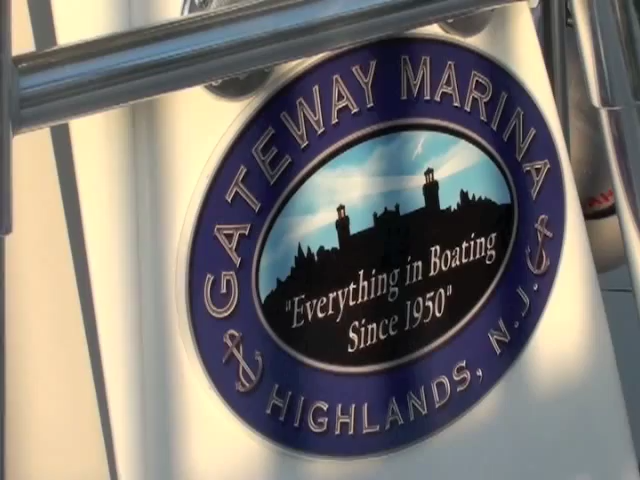 GATEWAY MARINA
"Everything in Boating
Since 1950"
HIGHLANDS, N.J.